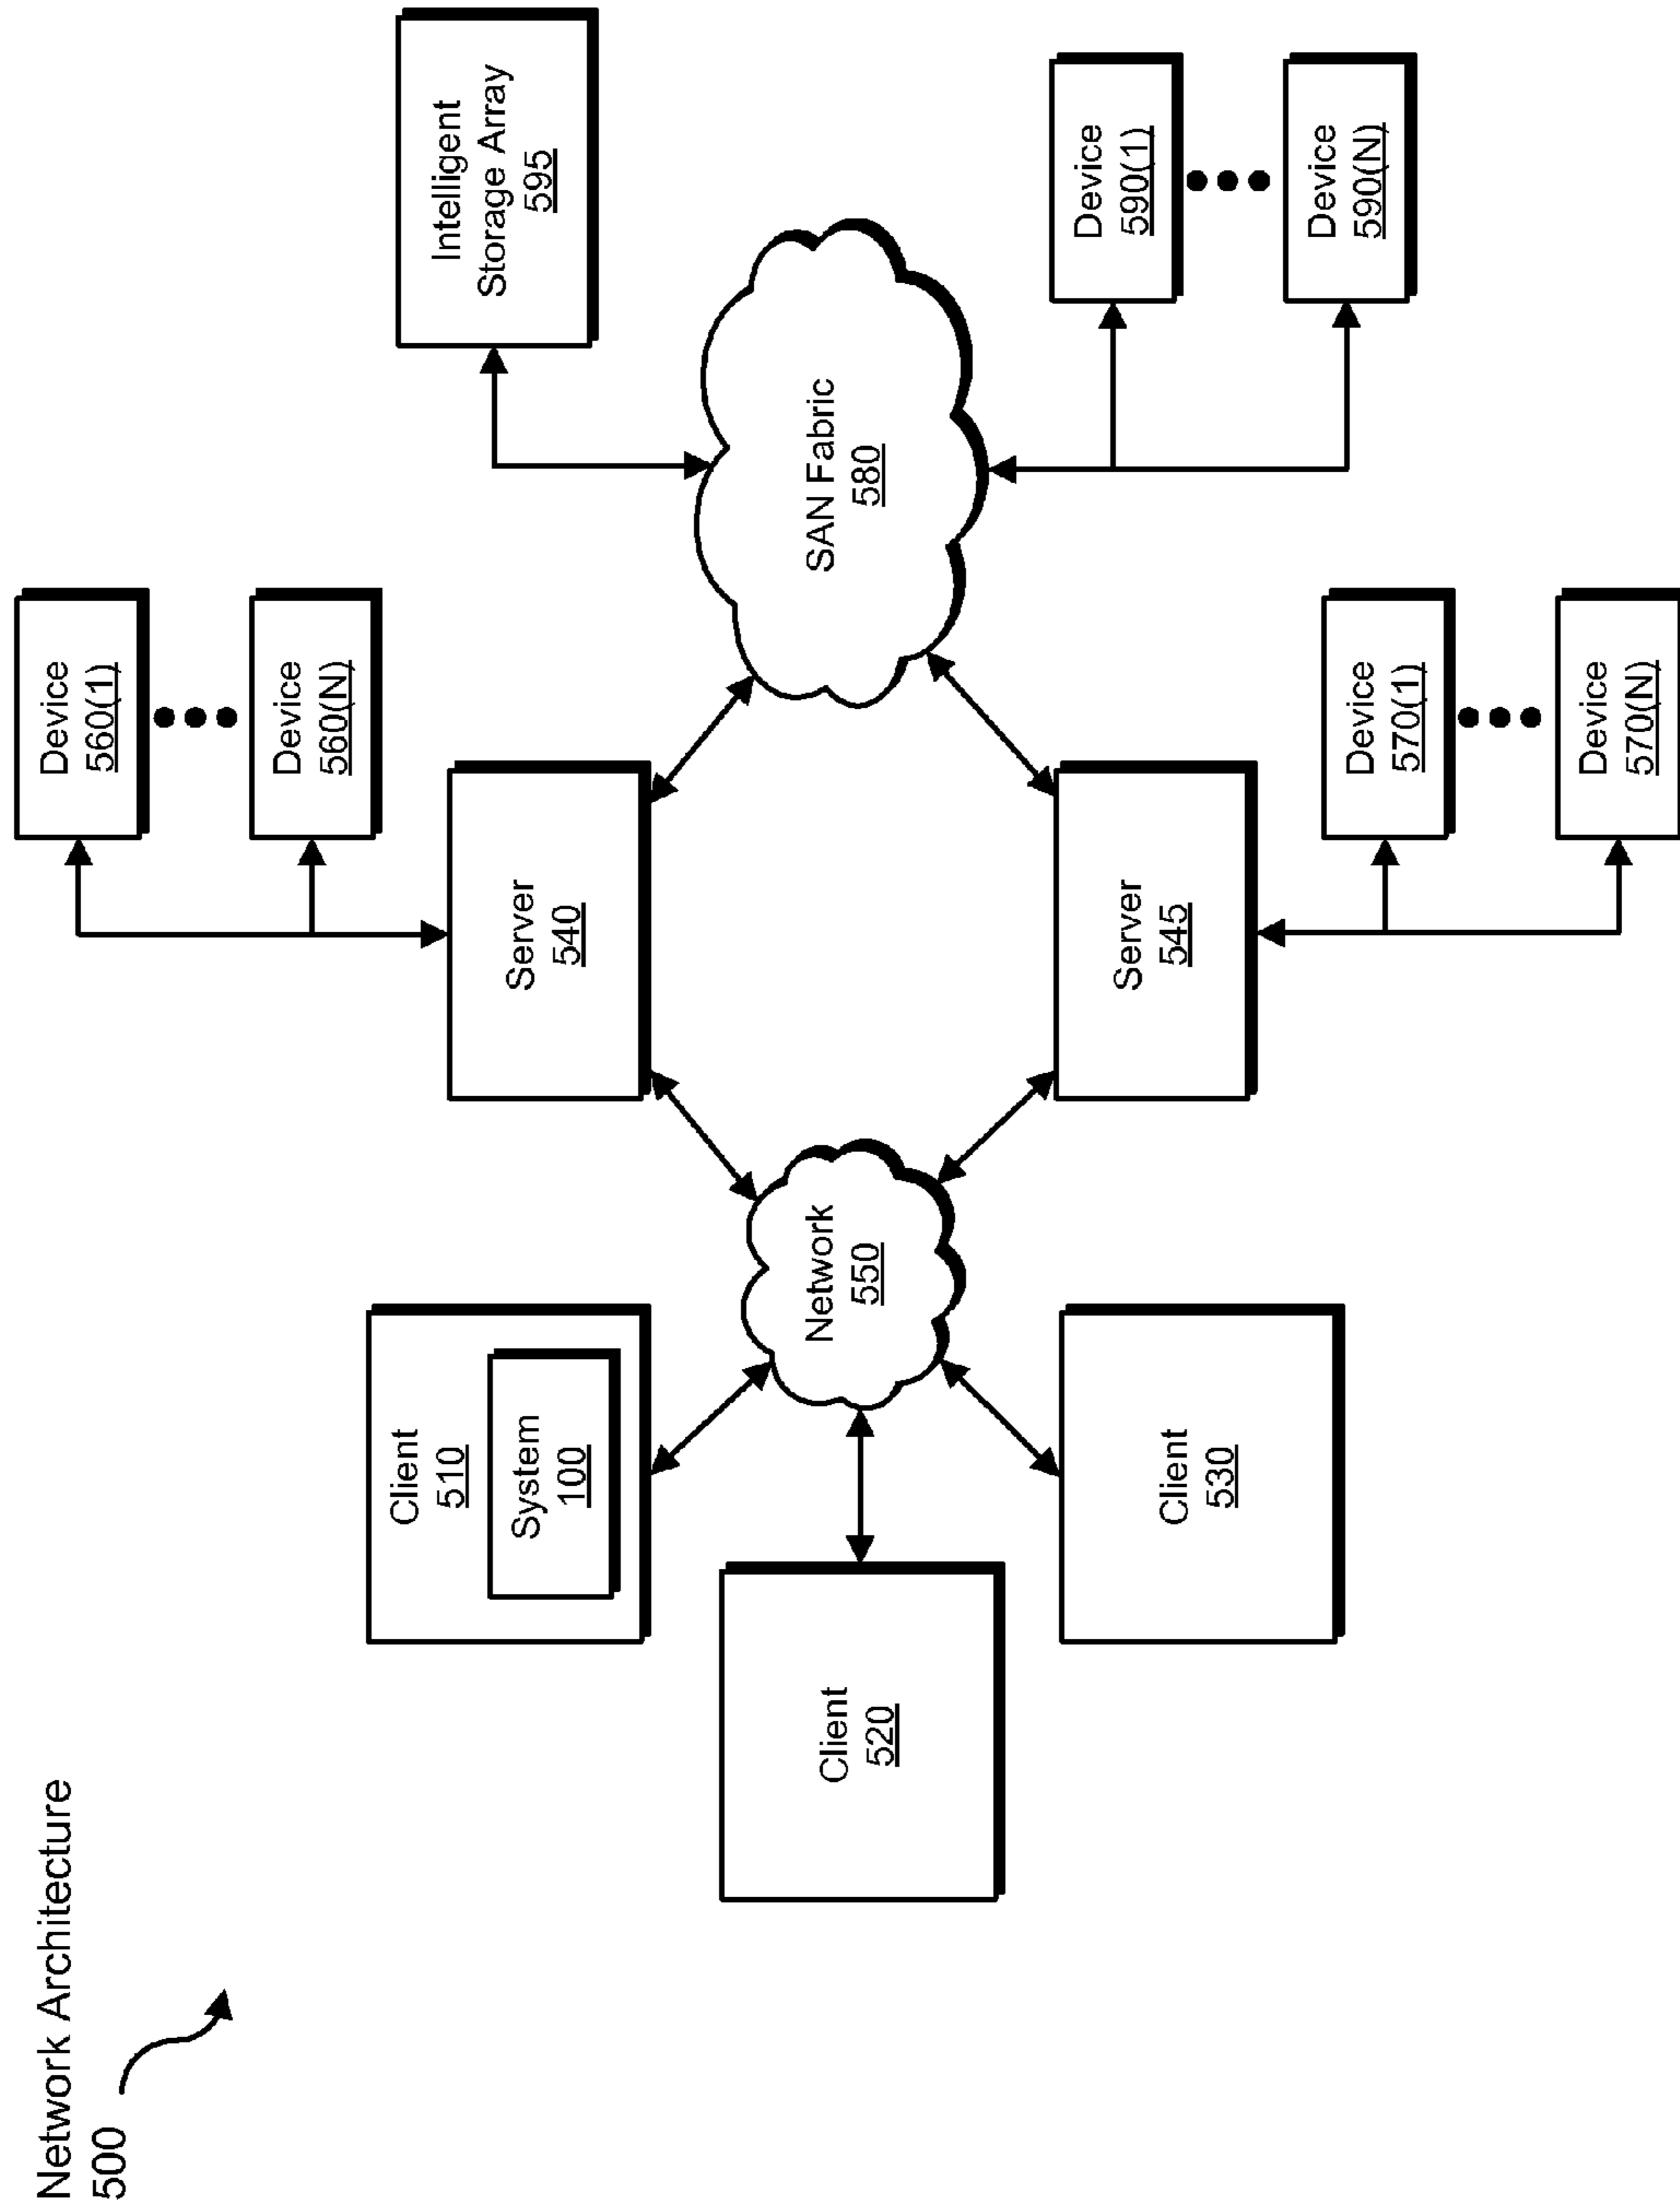 Network Architecture
500
Client
510
System
100
Client
520
Client
530
Network
550
Server
540
Server
545
Device
560(1)
Device
560(N)
Device
570(1)
Device
570(N)
SAN Fabric
580
Intelligent
Storage Array
595
Device
590(1)
Device
590(N)